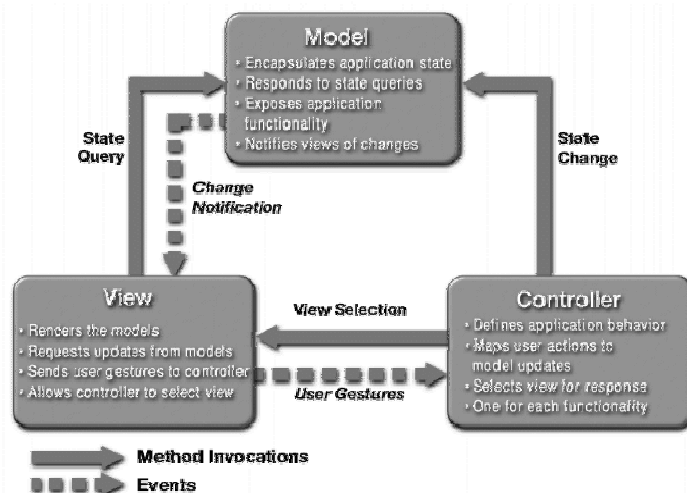 Model
• Encapsulates application state
• Responds to state queries
• Exposes application
functionality
• Notifies views of changes
State
Query
Change
Notification
State
Change
View
• Renders the models
• Requests updates from models
• Sends user gestures to controller
• Allows controller to select view
View Selection
User Gestures
Controller
• Defines application behavior
• Maps user actions to
model updates
• Selects view for response
• One for each functionality
Method Invocations
Events